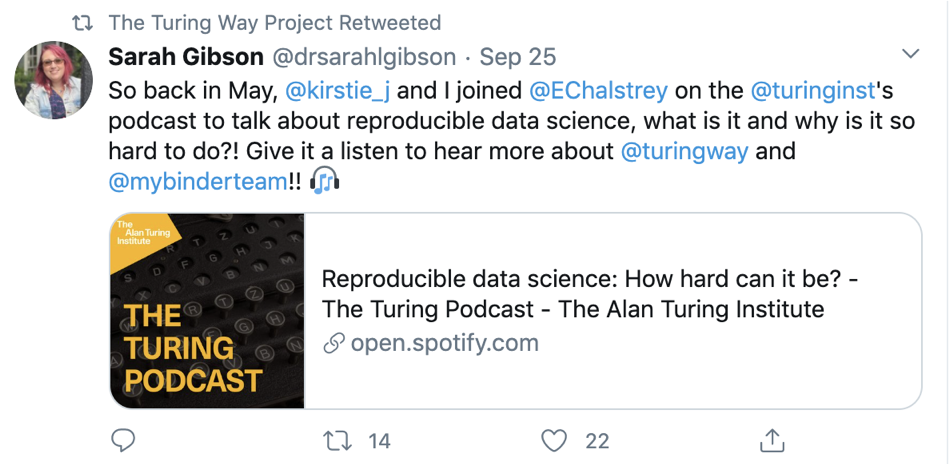 The Turing Way Project Retweeted
Sarah Gibson @drsarahlgibson · Sep 25
So back in May, @kirstie_j and I joined @EChalstrey on the @turinginst's
podcast to talk about reproducible data science, what is it and why is it so
hard to do?! Give it a listen to hear more about @turingway and
@mybinderteam!! 🎧
The
Alan Turing
Institute
THE
TURING
PODCAST
Reproducible data science: How hard can it be? -
The Turing Podcast - The Alan Turing Institute
open.spotify.com
14
22